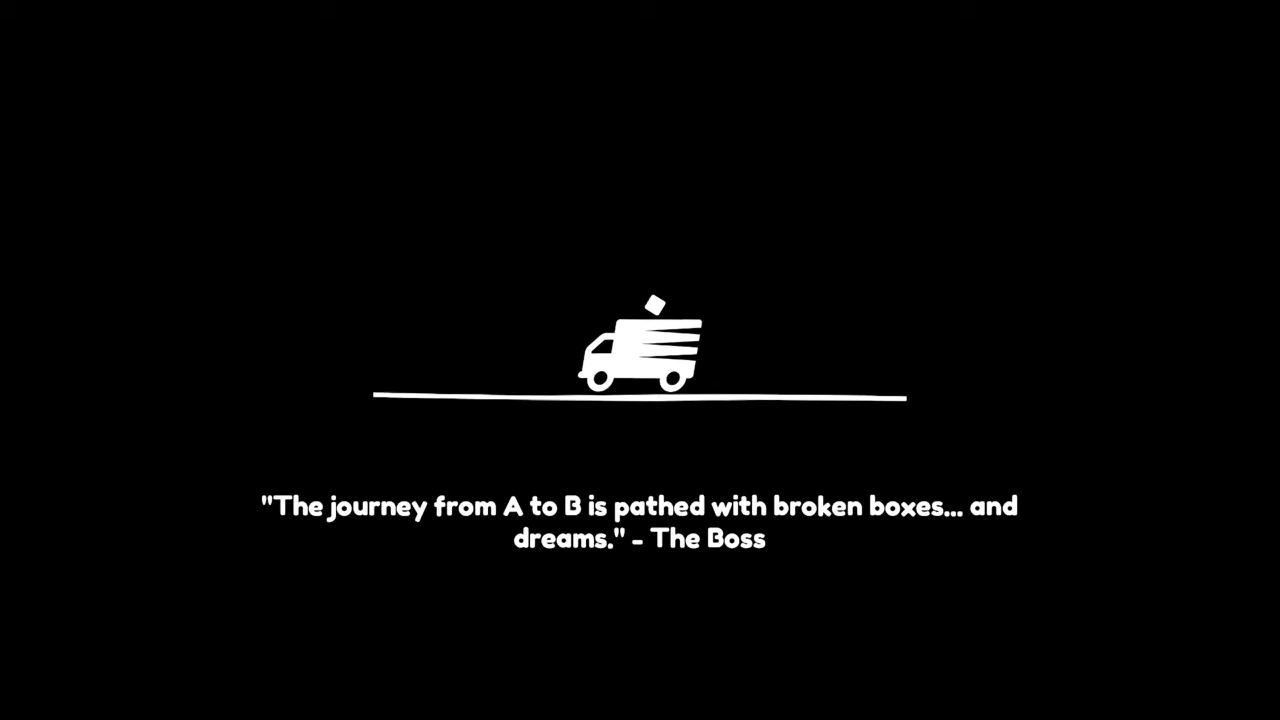 "The journey from A to B is pathed with broken boxes... and
dreams." - The Boss